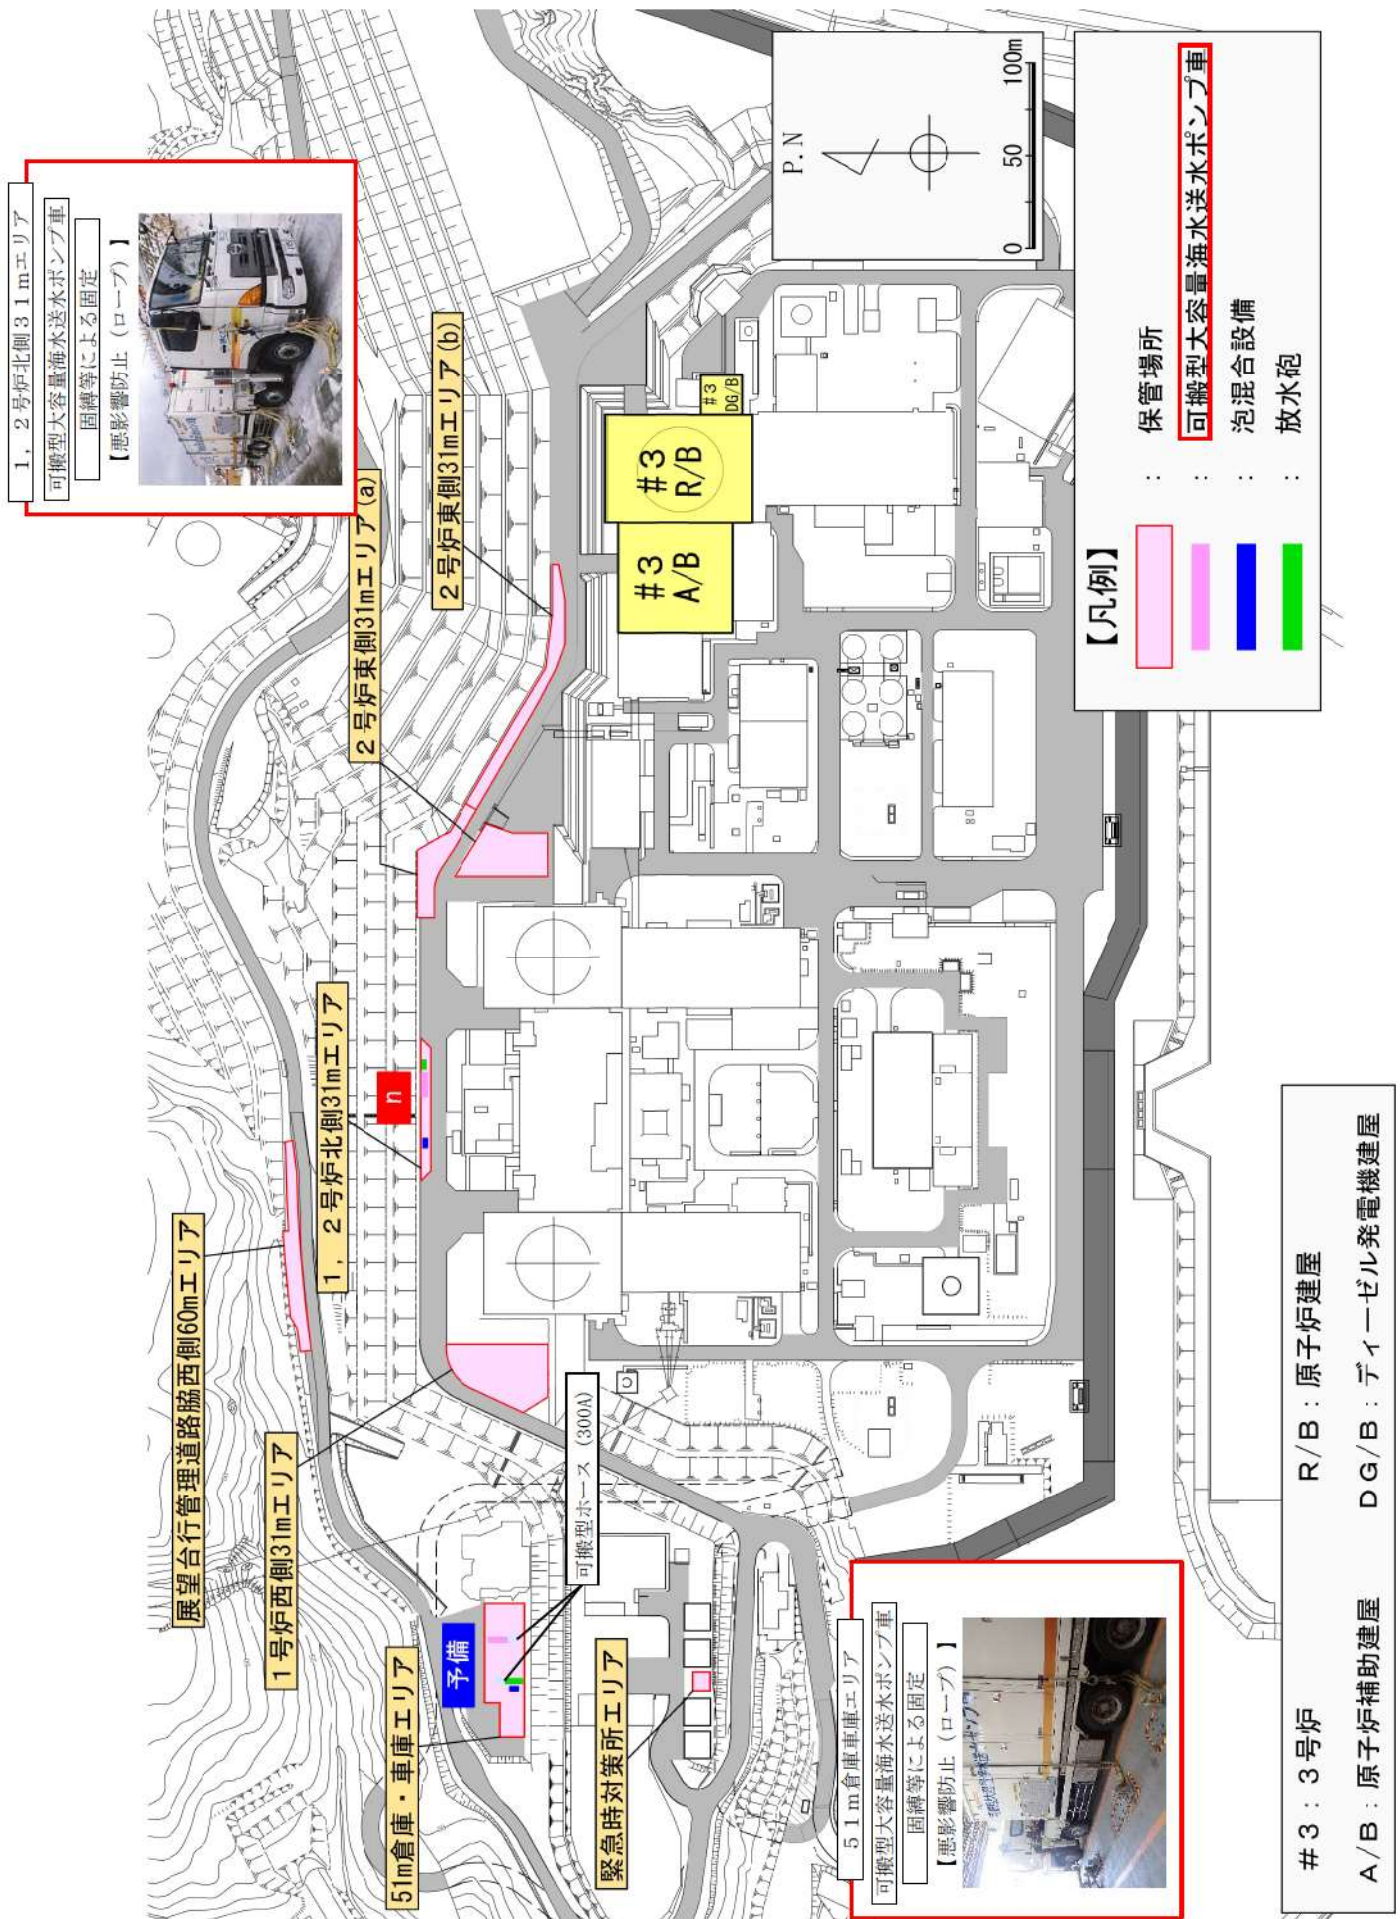 1，2号炉北側31mエリア
可搬型大容量海水送水ポンプ車
固縛等による固定
【悪影響防止（ロープ）】
展望台行管理道路脇西側60mエリア
1号炉西側31mエリア
51m倉庫・車庫エリア
予備
緊急時対策所エリア
1，2号炉北側31mエリア
n
2号炉東側31mエリア(a)
2号炉東側31mエリア(b)
可搬型ホース（300A）
#3
A/B
#3
R/B
#3
DG/B
P.N
0 50 100m
【凡例】
：保管場所
：可搬型大容量海水送水ポンプ車
：泡混合設備
：放水砲
51m倉庫車庫エリア
可搬型大容量海水送水ポンプ車
固縛等による固定
【悪影響防止（ロープ）】
#3：3号炉 R/B：原子炉建屋
A/B：原子炉補助建屋 DG/B：ディーゼル発電機建屋